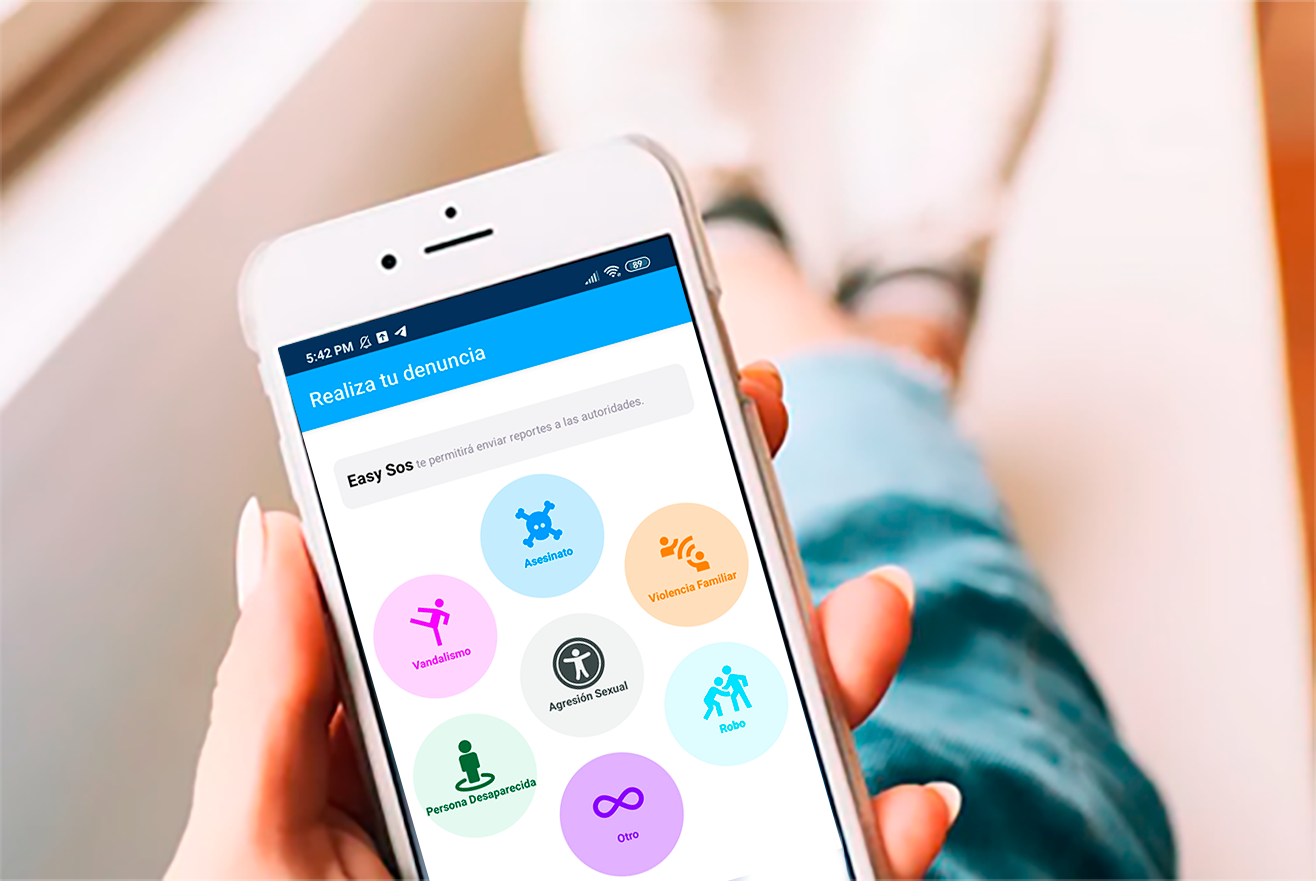 5:42 PM
89
Realiza tu denuncia
Easy Sos te permitirá enviar reportes a las autoridades.
Asesinato
Violencia Familiar
Vandalismo
Agresión Sexual
Robo
Persona Desaparecida
Otro